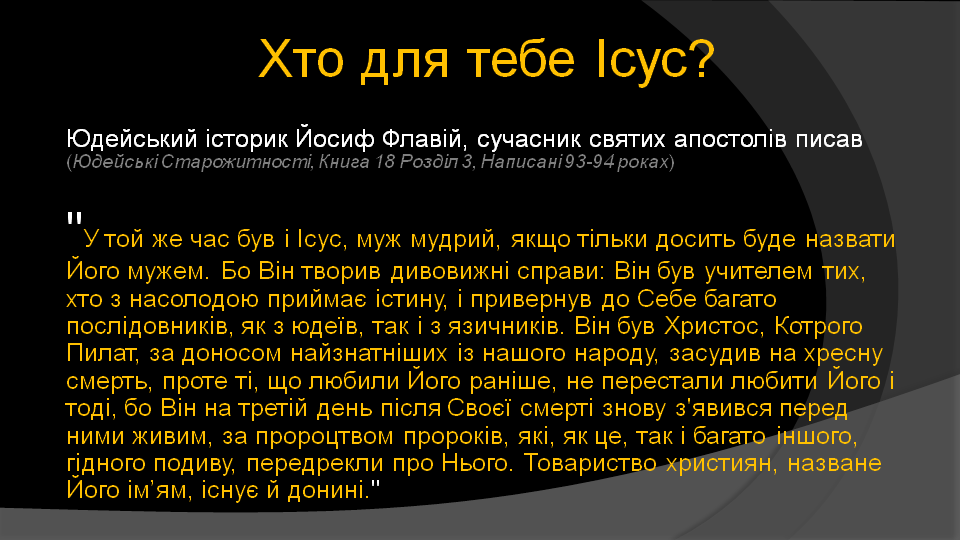 Хто для тебе Ісус?
Юдейський історик Йосиф Флавій, сучасник святих апостолів писав
(Юдейські Старожитності, Книга 18 Розділ 3, Написані 93-94 роках)
"У той же час був і Ісус, муж мудрий, якщо тільки досить буде назвати
Його мужем. Бо Він творив дивовижні справи: Він був учителем тих,
хто з насолодою приймає істину, і привернув до Себе багато
послідовників, як з юдеїв, так і з язичників. Він був Христос, Котрого
Пилат, за доносом найзнатніших із нашого народу, засудив на хресну
смерть, проте ті, що любили Його раніше, не перестали любити Його і
тоді, бо Він на третій день після Своєї смерті знову з’явився перед
ними живим, за пророцтвом пророків, які, як це, так і багато іншого,
гідного подиву, передрекли про Нього. Товариство християн, назване
Його ім’ям, існує й донині."